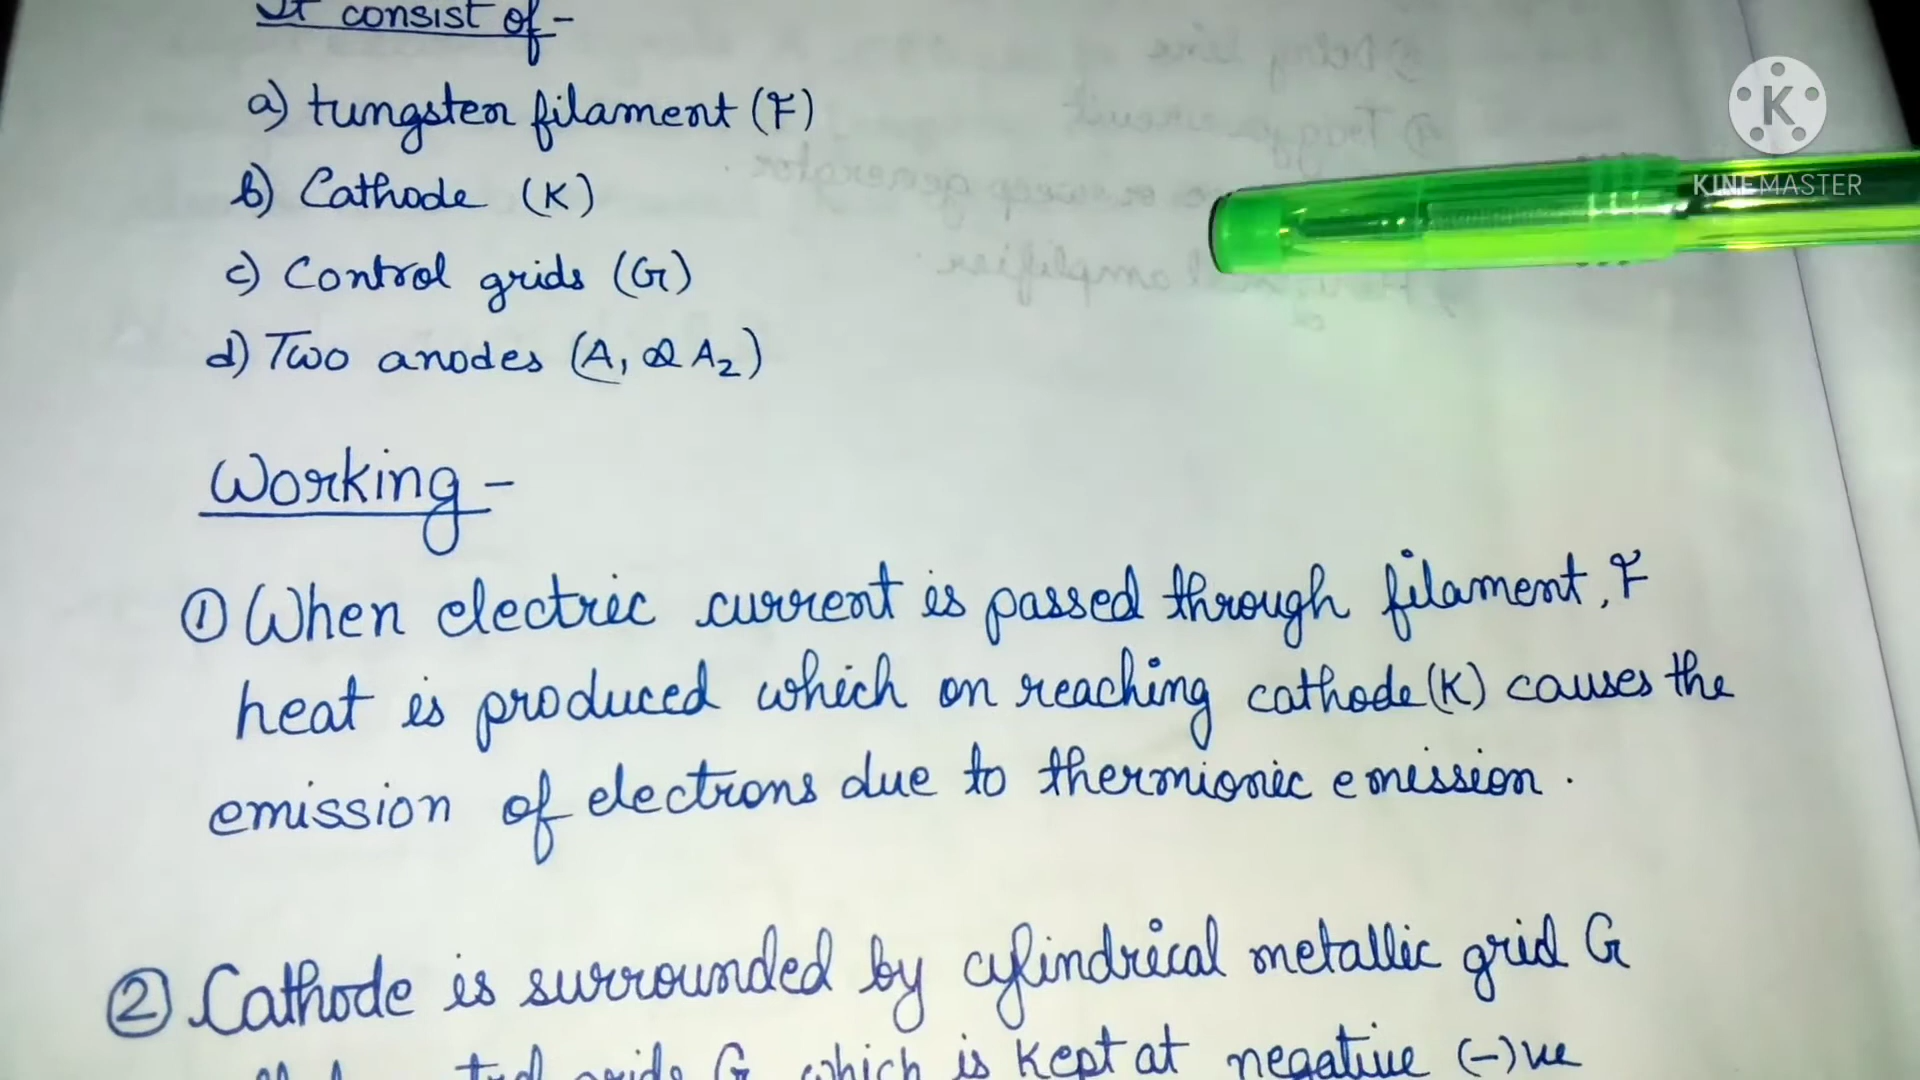 It consist of -
a) tungsten filament (F)
b) Cathode (K)
c) Control grids (G)
d) Two anodes (A1 & A2)
Working -
① When electric current is passed through filament, F
heat is produced which on reaching cathode (K) causes the
emission of electrons due to thermionic emission.
② Cathode is surrounded by cylindrical metallic grid G
grids G which is kept at negative (-)ve
K
KINEMASTER